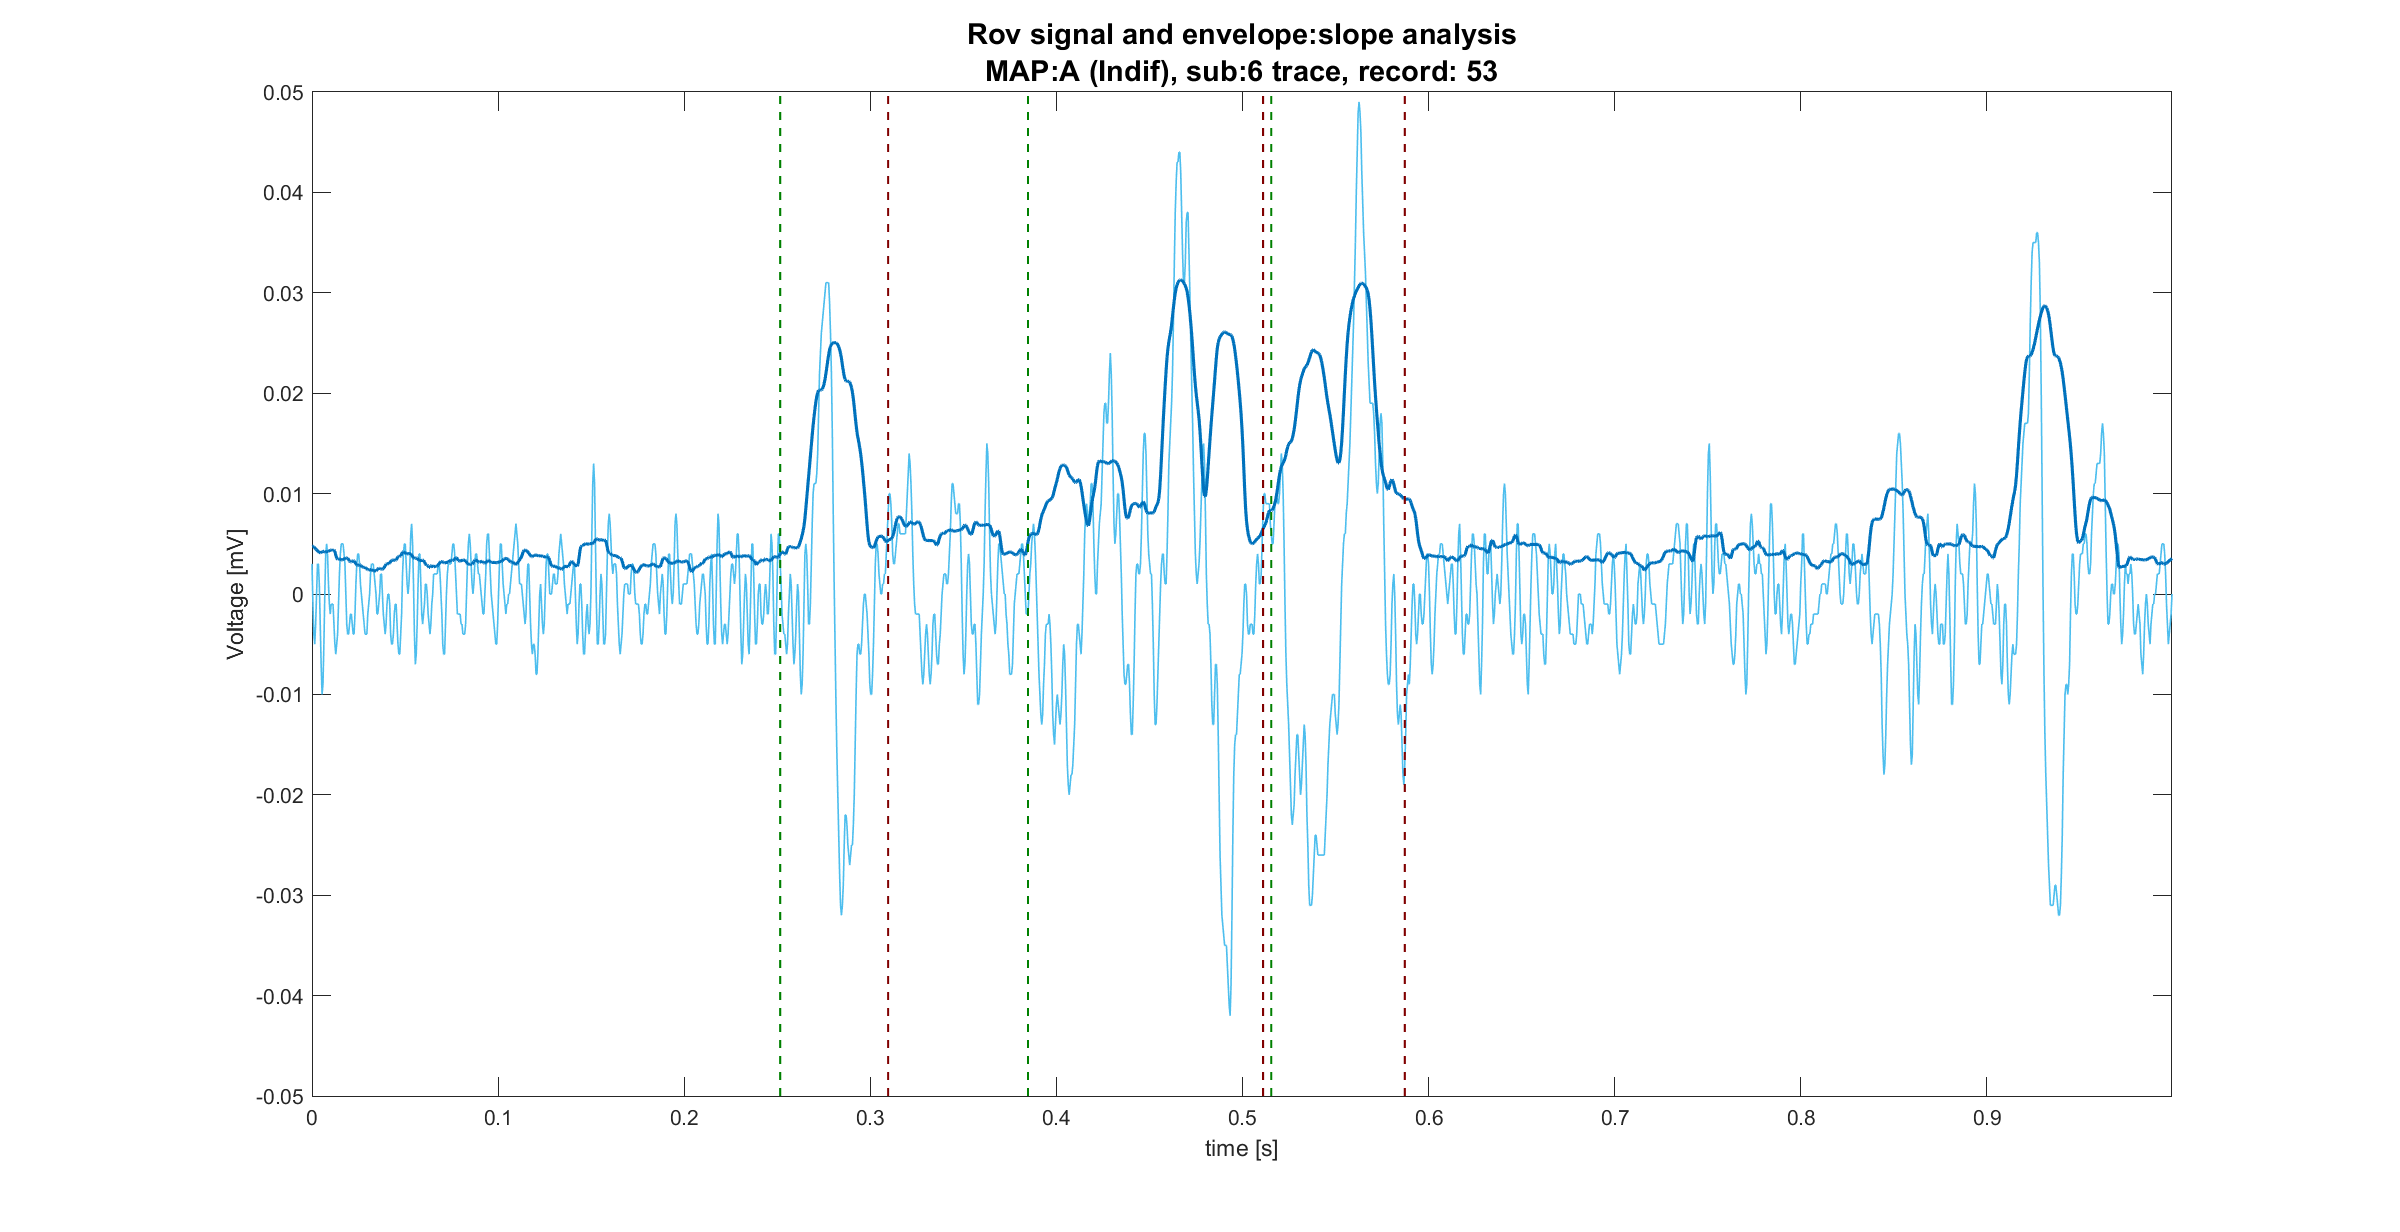 Rov signal and envelope:slope analysis
MAP:A (Indif), sub:6 trace, record: 53
0.05
0.04
0.03
0.02
0.01
0
-0.01
-0.02
-0.03
-0.04
-0.05
Voltage [mV]
0 0.1 0.2 0.3 0.4 0.5 0.6 0.7 0.8 0.9
time [s]